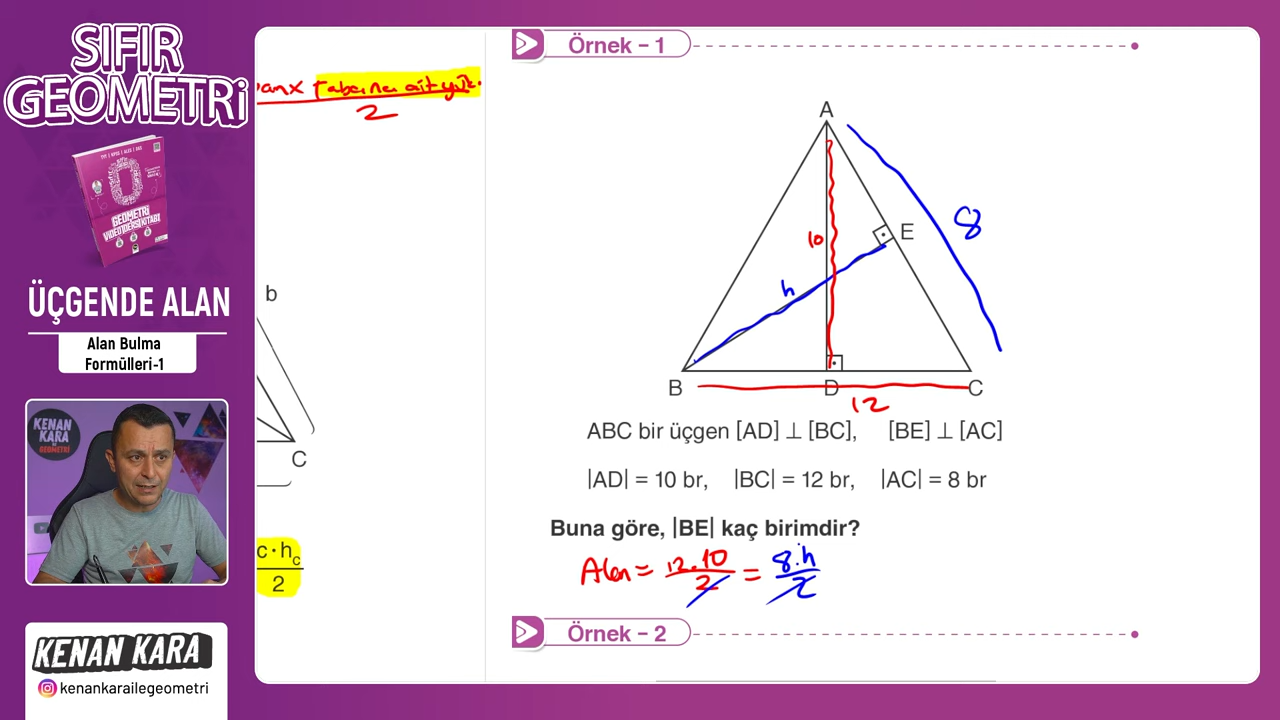 SIFIR
GEOMETRİ
GEOMETRİ
VİDEO DERS KİTABI
ÜÇGENDE ALAN
Alan Bulma
Formülleri-1
KENAN
KARA
GEOMETRİ
KENAN KARA
kenankarailegeometri
tabana ait yük.
2
b
C
c · hc
2
Örnek – 1
A
10
E
8
h
B
D
C
12
ABC bir üçgen [AD] ⊥ [BC], [BE] ⊥ [AC]
|AD| = 10 br, |BC| = 12 br, |AC| = 8 br
Buna göre, |BE| kaç birimdir?
Alan = 12.10 / 2 = 8.h / 2
Örnek – 2